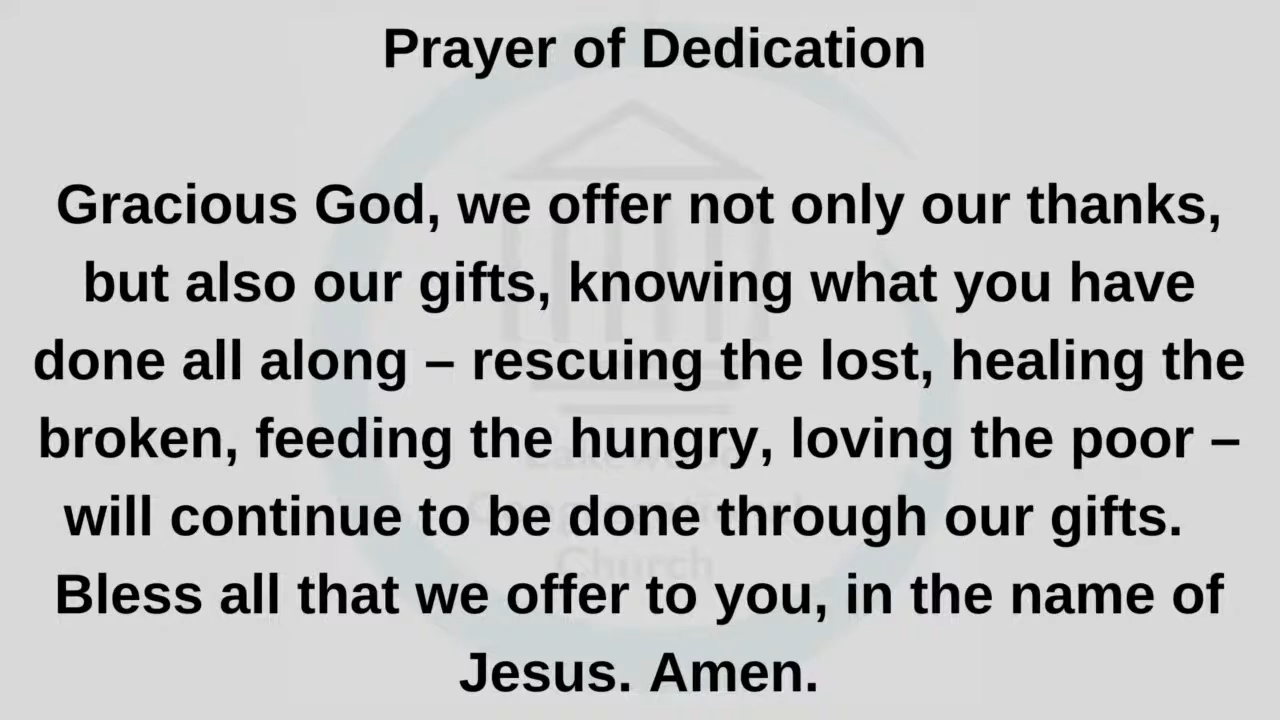 Prayer of Dedication
Gracious God, we offer not only our thanks,
but also our gifts, knowing what you have
done all along – rescuing the lost, healing the
broken, feeding the hungry, loving the poor –
will continue to be done through our gifts.
Bless all that we offer to you, in the name of
Jesus. Amen.
Church